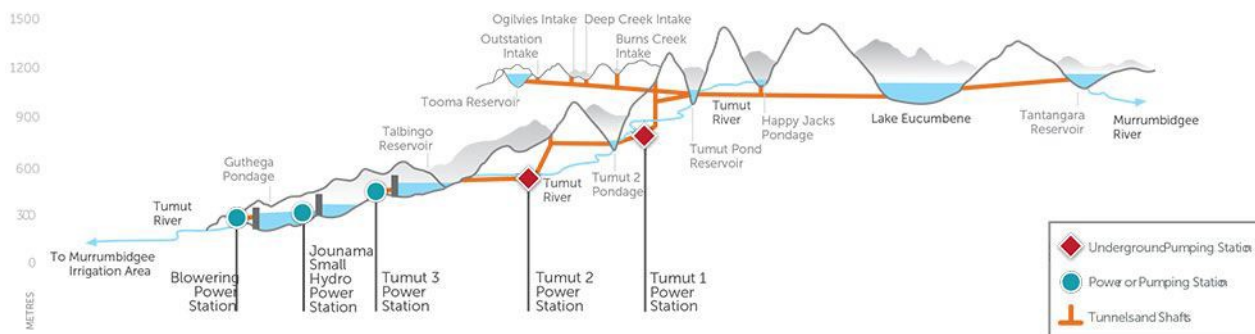 1500
1200
900
600
300
0
METRES
Ogilvies Intake
Deep Creek Intake
Outstation
Intake
Burns Creek
Intake
Tooma Reservoir
Tumut
River
Happy Jacks
Pondage
Lake Eucumbene
Tantangara
Reservoir
Murrumbidgee
River
Tumut Pond
Reservoir
Talbingo
Reservoir
Guthega
Pondage
Tumut 2
Pondage
Tumut
River
Tumut
River
To Murrumbidgee
Irrigation Area
Blowering
Power
Station
Jounama
Small
Hydro
Power
Station
Tumut 3
Power
Station
Tumut 2
Power
Station
Tumut 1
Power
Station
Underground Pumping Station
Power or Pumping Station
Tunnels and Shafts